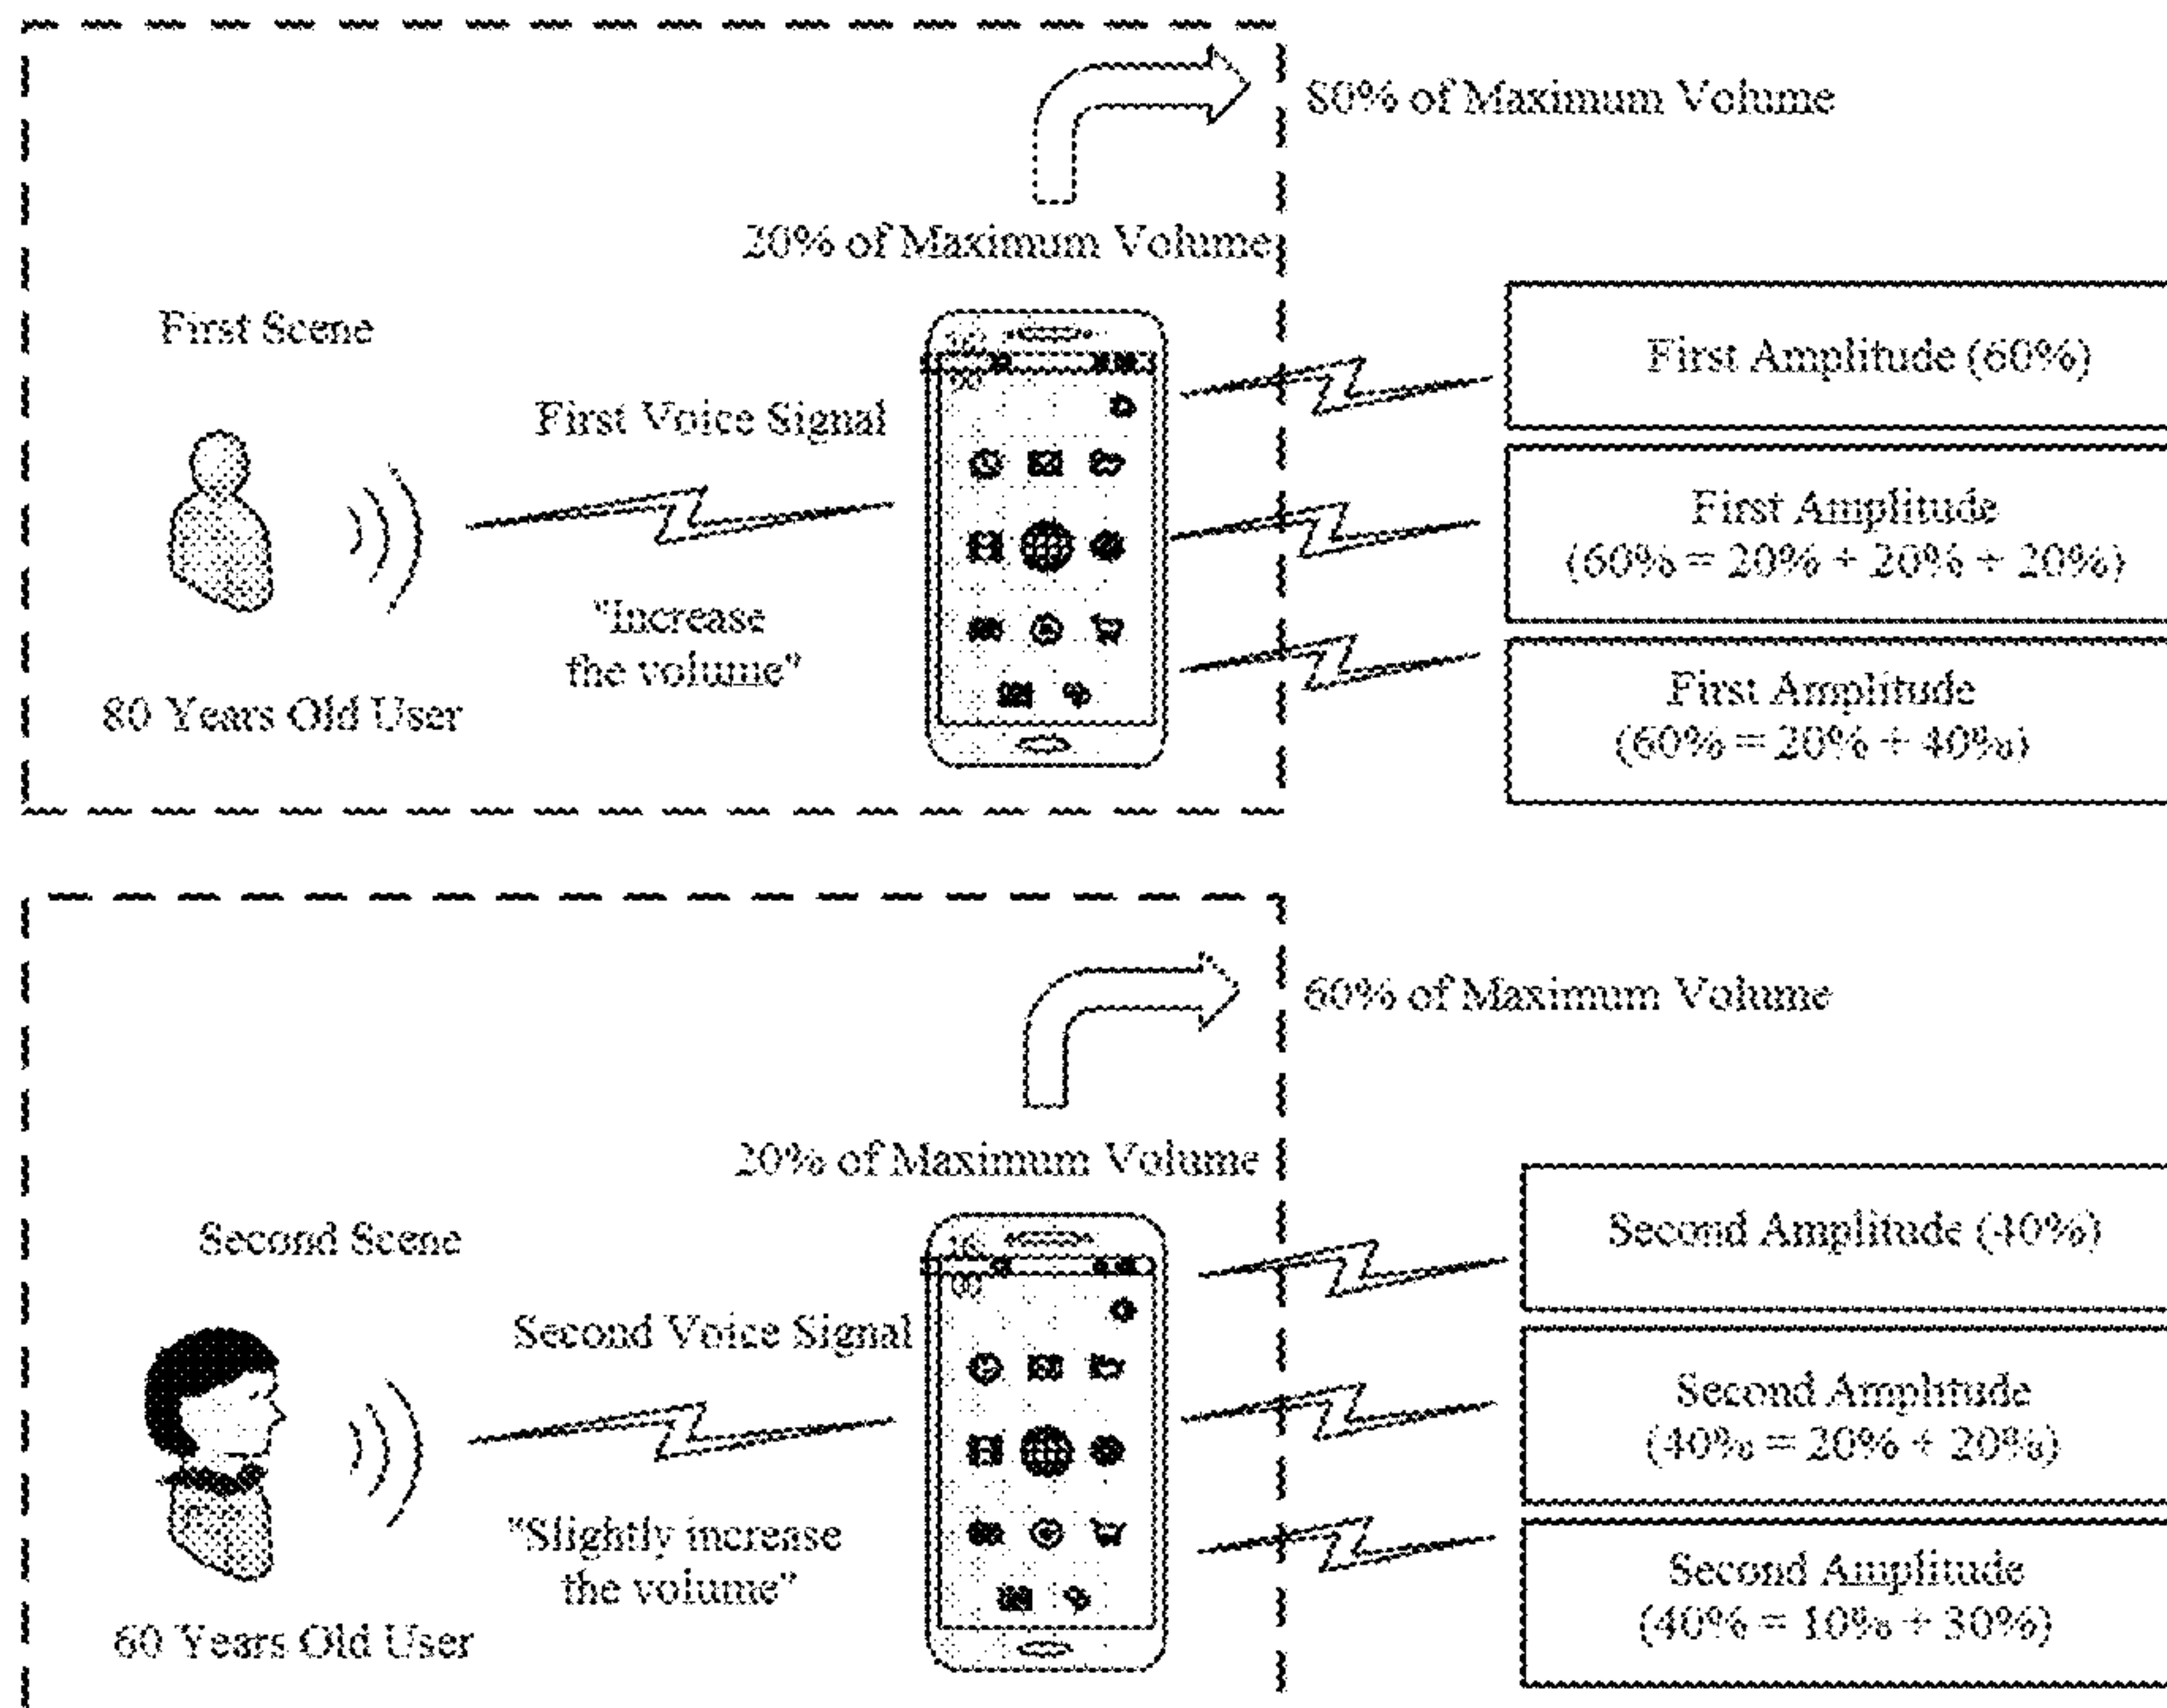 80% of Maximum Volume
20% of Maximum Volume
First Scene
First Voice Signal
"Increase
the volume"
80 Years Old User
First Amplitude (60%)
First Amplitude
(60% = 20% + 20% + 20%)
First Amplitude
(60% = 20% + 40%)
60% of Maximum Volume
20% of Maximum Volume
Second Scene
Second Voice Signal
"Slightly increase
the volume"
60 Years Old User
Second Amplitude (40%)
Second Amplitude
(40% = 20% + 20%)
Second Amplitude
(40% = 10% + 30%)